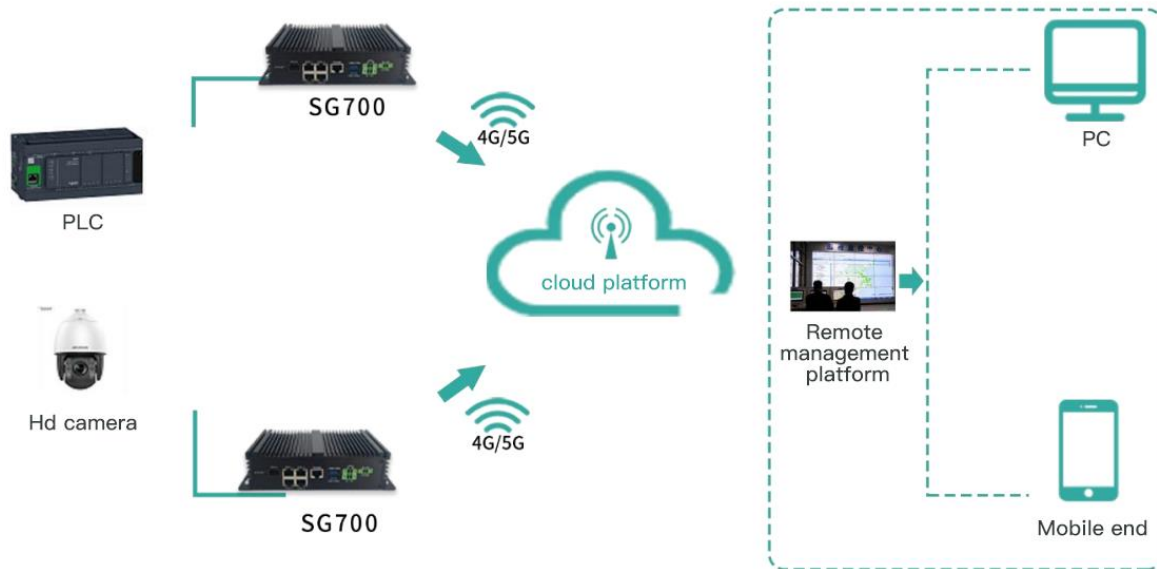 SG700
4G/5G
PLC
PC
cloud platform
Remote
management
platform
Hd camera
4G/5G
SG700
Mobile end